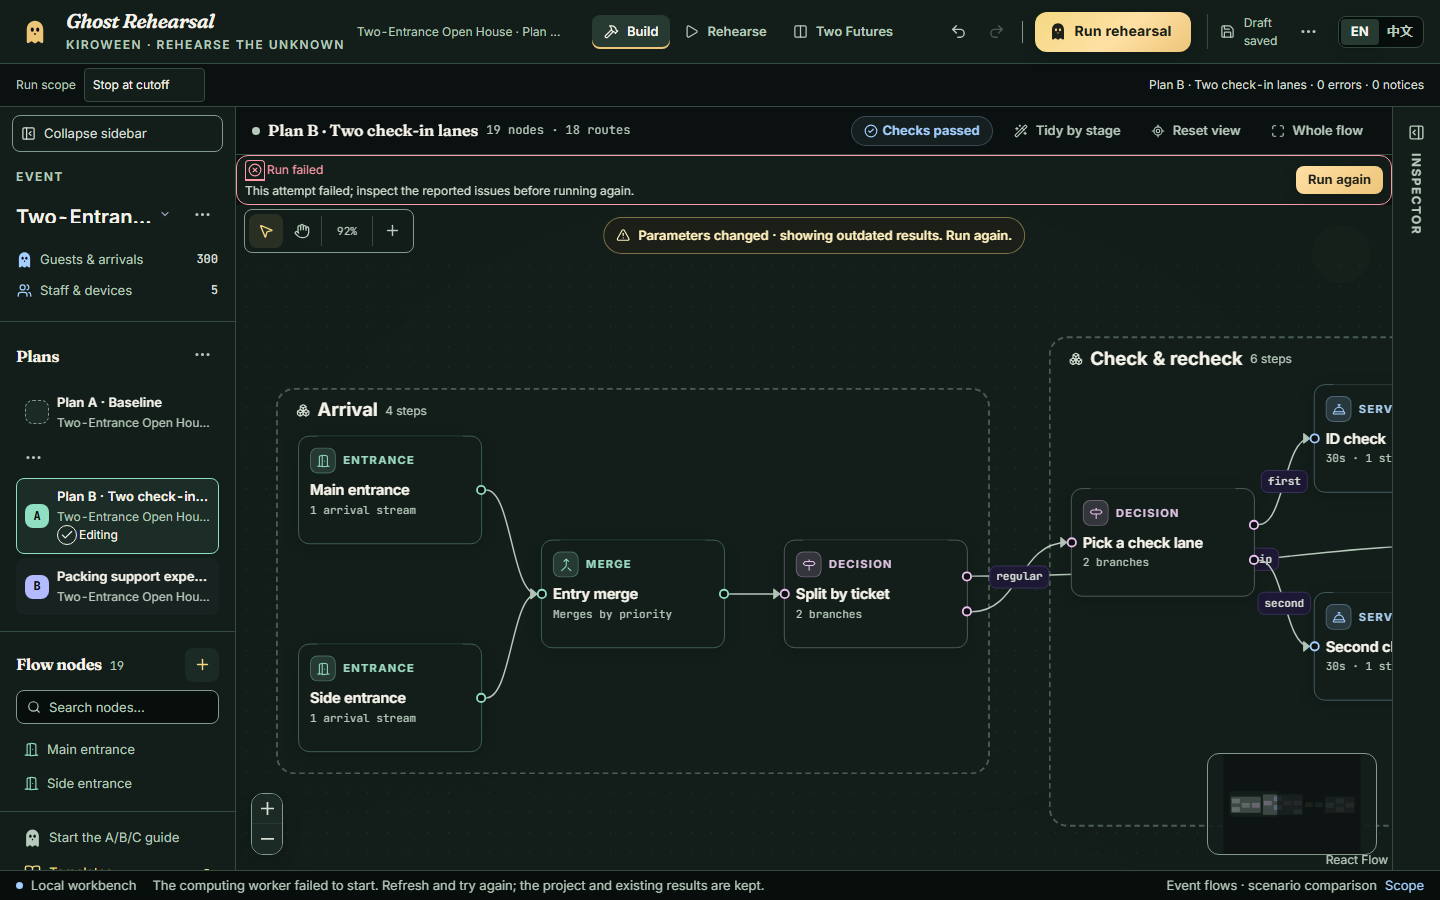 Ghost Rehearsal
KIROWEEN · REHEARSE THE UNKNOWN
Two-Entrance Open House · Plan ...
Build
Rehearse
Two Futures
Run rehearsal
Draft
saved
EN
中文
Run scope
Stop at cutoff
Plan B · Two check-in lanes · 0 errors · 0 notices
Collapse sidebar
EVENT
Two-Entran...
Guests & arrivals 300
Staff & devices 5
Plans
Plan A · Baseline
Two-Entrance Open Hou...
A
Plan B · Two check-in...
Two-Entrance Open Hou...
Editing
B
Packing support expe...
Two-Entrance Open Hou...
Flow nodes 19
Search nodes...
Main entrance
Side entrance
Start the A/B/C guide
Plan B · Two check-in lanes 19 nodes · 18 routes
Checks passed
Tidy by stage
Reset view
Whole flow
Run failed
This attempt failed; inspect the reported issues before running again.
Run again
92%
Parameters changed · showing outdated results. Run again.
INSPECTOR
Arrival 4 steps
ENTRANCE
Main entrance
1 arrival stream
ENTRANCE
Side entrance
1 arrival stream
MERGE
Entry merge
Merges by priority
DECISION
Split by ticket
2 branches
regular
Check & recheck 6 steps
DECISION
Pick a check lane
2 branches
first
ip
second
SERV
ID check
30s · 1 st
SERV
Second cl
30s · 1 st
React Flow
Local workbench
The computing worker failed to start. Refresh and try again; the project and existing results are kept.
Event flows · scenario comparison Scope